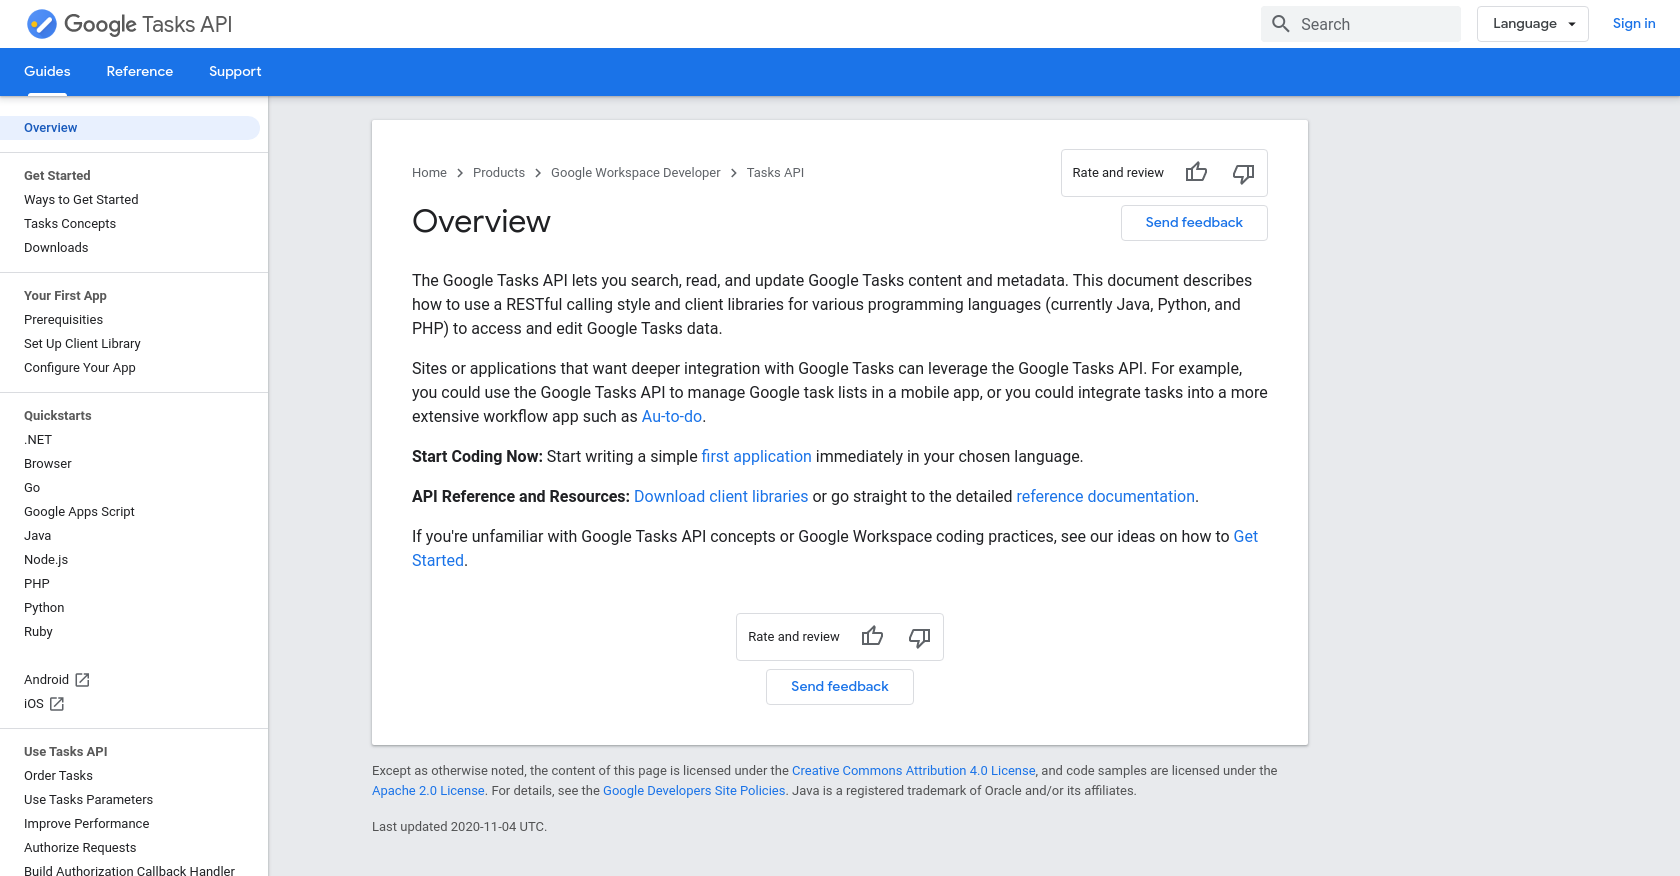 Google Tasks API
Search
Language
Sign in
Guides
Reference
Support
Overview
Get Started
Ways to Get Started
Tasks Concepts
Downloads
Your First App
Prerequisites
Set Up Client Library
Configure Your App
Quickstarts
.NET
Browser
Go
Google Apps Script
Java
Node.js
PHP
Python
Ruby
Android
iOS
Use Tasks API
Order Tasks
Use Tasks Parameters
Improve Performance
Authorize Requests
Build Authorization Callback Handler
Home
Products
Google Workspace Developer
Tasks API
Rate and review
Overview
Send feedback
The Google Tasks API lets you search, read, and update Google Tasks content and metadata. This document describes
how to use a RESTful calling style and client libraries for various programming languages (currently Java, Python, and
PHP) to access and edit Google Tasks data.
Sites or applications that want deeper integration with Google Tasks can leverage the Google Tasks API. For example,
you could use the Google Tasks API to manage Google task lists in a mobile app, or you could integrate tasks into a more
extensive workflow app such as Au-to-do.
Start Coding Now: Start writing a simple first application immediately in your chosen language.
API Reference and Resources: Download client libraries or go straight to the detailed reference documentation.
If you're unfamiliar with Google Tasks API concepts or Google Workspace coding practices, see our ideas on how to Get
Started.
Rate and review
Send feedback
Except as otherwise noted, the content of this page is licensed under the Creative Commons Attribution 4.0 License, and code samples are licensed under the
Apache 2.0 License. For details, see the Google Developers Site Policies. Java is a registered trademark of Oracle and/or its affiliates.
Last updated 2020-11-04 UTC.